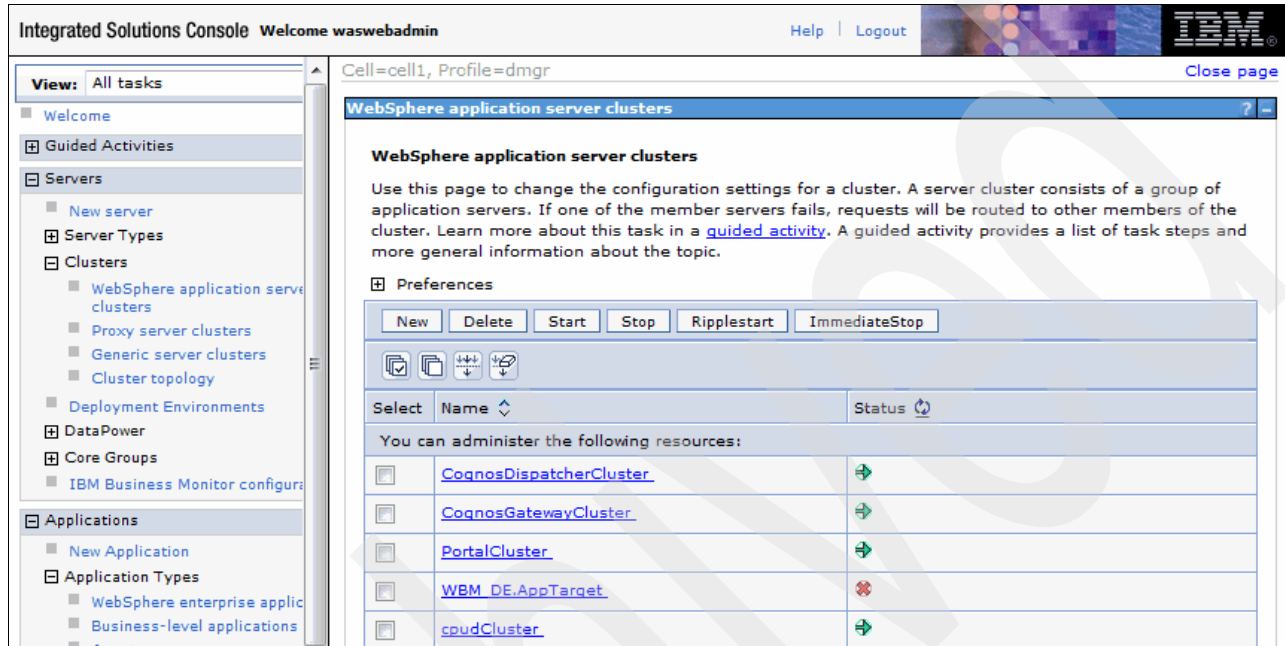 Integrated Solutions Console Welcome waswebadmin
Help
Logout
IBM®
View: All tasks
Welcome
Guided Activities
Servers
New server
Server Types
Clusters
WebSphere application serve
clusters
Proxy server clusters
Generic server clusters
Cluster topology
Deployment Environments
DataPower
Core Groups
IBM Business Monitor configura
Applications
New Application
Application Types
WebSphere enterprise applic
Business-level applications
Cell=cell1, Profile=dmgr
Close page
WebSphere application server clusters
? –
WebSphere application server clusters
Use this page to change the configuration settings for a cluster. A server cluster consists of a group of
application servers. If one of the member servers fails, requests will be routed to other members of the
cluster. Learn more about this task in a guided activity. A guided activity provides a list of task steps and
more general information about the topic.
Preferences
New Delete Start Stop Ripplestart ImmediateStop
Select Name Status
You can administer the following resources:
CognosDispatcherCluster
CognosGatewayCluster
PortalCluster
WBM_DE.AppTarget
cpudCluster